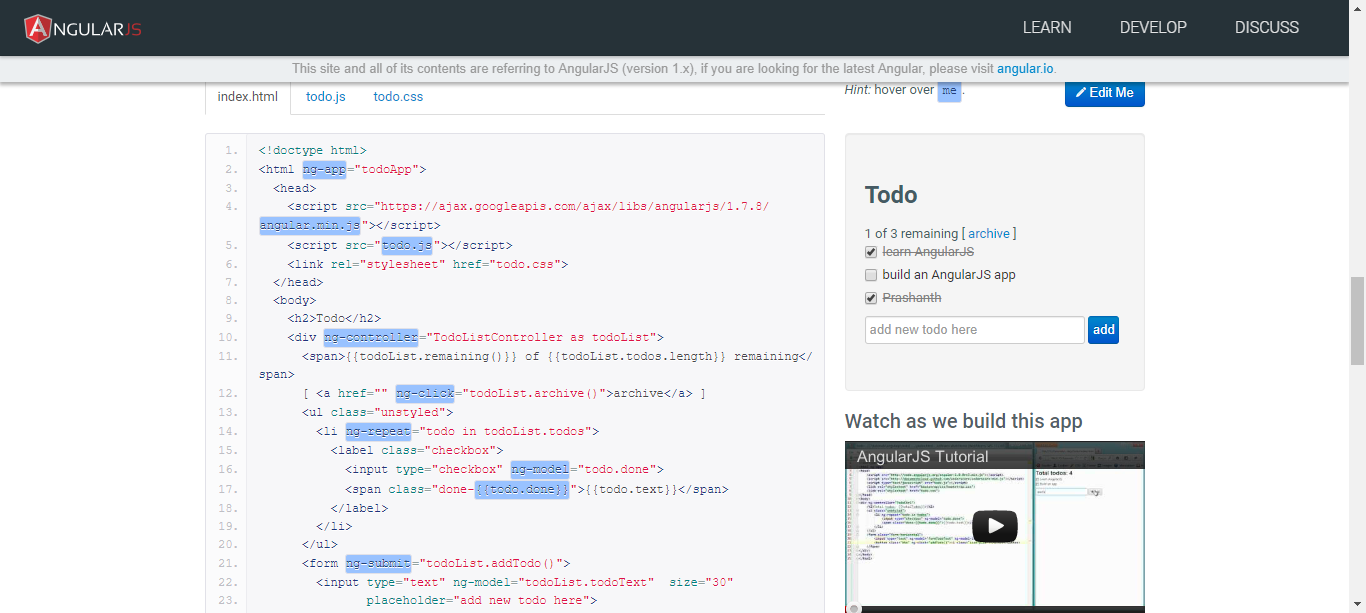 ANGULARJS
LEARN DEVELOP DISCUSS
This site and all of its contents are referring to AngularJS (version 1.x), if you are looking for the latest Angular, please visit angular.io.
index.html todo.js todo.css
1. <!doctype html>
2. <html ng-app="todoApp">
3. <head>
4. <script src="https://ajax.googleapis.com/ajax/libs/angularjs/1.7.8/
angular.min.js"></script>
5. <script src="todo.js"></script>
6. <link rel="stylesheet" href="todo.css">
7. </head>
8. <body>
9. <h2>Todo</h2>
10. <div ng-controller="TodoListController as todoList">
11. <span>{{todoList.remaining()}} of {{todoList.todos.length}} remaining</
span>
12. [ <a href="" ng-click="todoList.archive()">archive</a> ]
13. <ul class="unstyled">
14. <li ng-repeat="todo in todoList.todos">
15. <label class="checkbox">
16. <input type="checkbox" ng-model="todo.done">
17. <span class="done-{{todo.done}}">{{todo.text}}</span>
18. </label>
19. </li>
20. </ul>
21. <form ng-submit="todoList.addTodo()">
22. <input type="text" ng-model="todoList.todoText"  size="30"
23. placeholder="add new todo here">
Hint: hover over me.
Edit Me
Todo
1 of 3 remaining [ archive ]
learn AngularJS
build an AngularJS app
Prashanth
add new todo here add
Watch as we build this app
AngularJS Tutorial
Total todos: 4